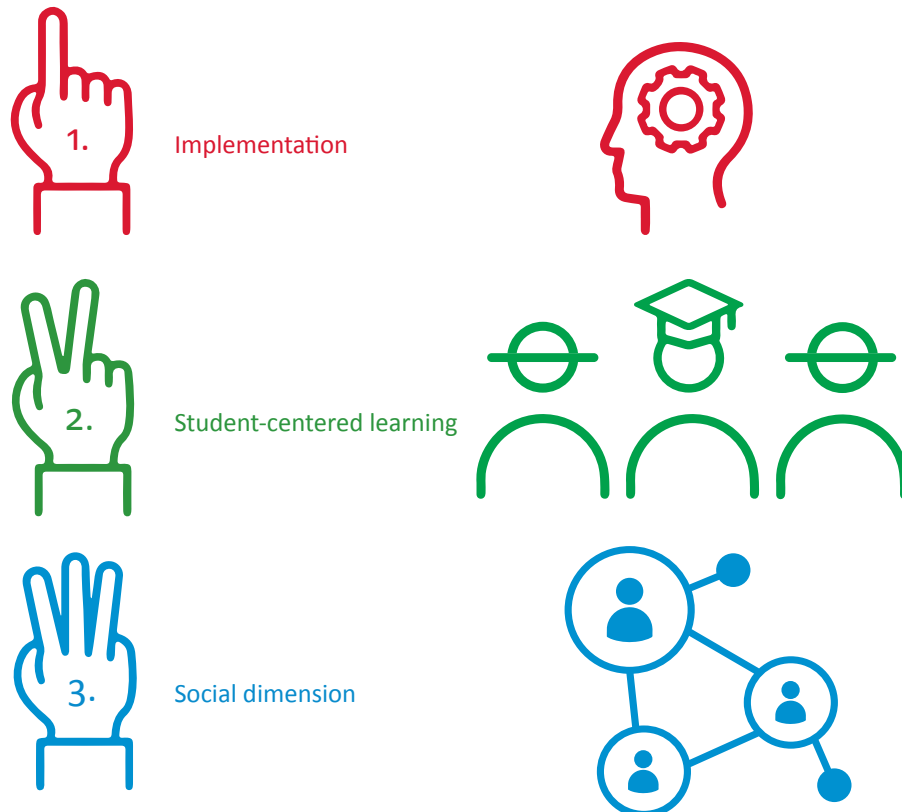 1.
Implementation
2.
Student-centered learning
3.
Social dimension